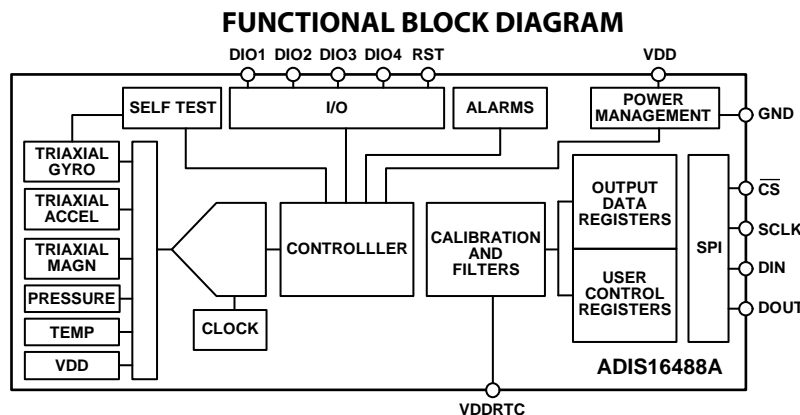 FUNCTIONAL BLOCK DIAGRAM
DIO1 DIO2 DIO3 DIO4 RST VDD
SELF TEST
I/O
ALARMS
POWER
MANAGEMENT
GND
TRIAXIAL
GYRO
TRIAXIAL
ACCEL
TRIAXIAL
MAGN
PRESSURE
TEMP
VDD
CLOCK
CONTROLLLER
CALIBRATION
AND
FILTERS
OUTPUT
DATA
REGISTERS
USER
CONTROL
REGISTERS
SPI
CS
SCLK
DIN
DOUT
ADIS16488A
VDDRTC